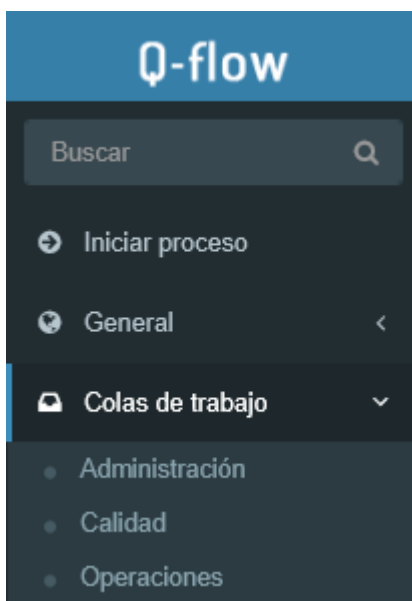 Q-flow
Buscar
Iniciar proceso
General
Colas de trabajo
Administración
Calidad
Operaciones